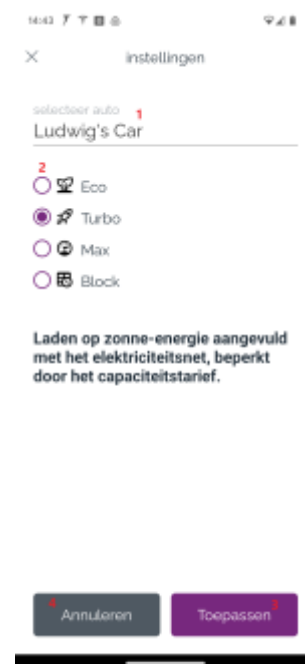 14:43
instellingen
selecteer auto 1
Ludwig's Car
2
Eco
Turbo
Max
Block
Laden op zonne-energie aangevuld
met het elektriciteitsnet, beperkt
door het capaciteitstarief.
Annuleren
Toepassen 3